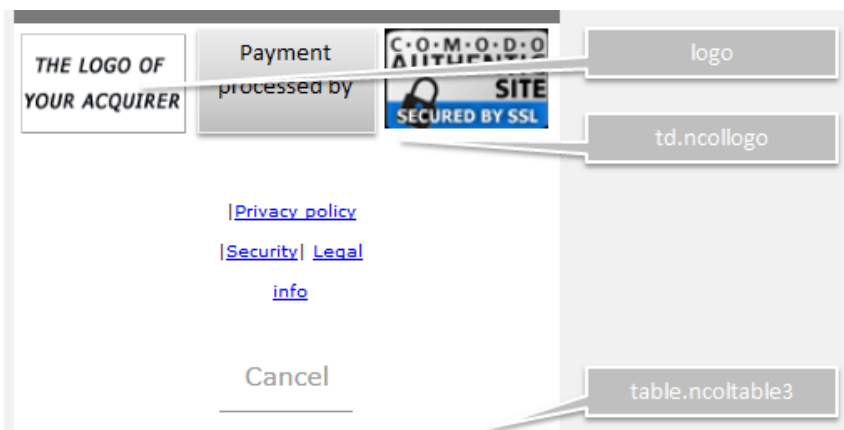 THE LOGO OF
YOUR ACQUIRER
Payment
processed by
C·O·M·O·D·O
AUTHENTIC
SITE
SECURED BY SSL
logo
td.ncollogo
|Privacy policy
|Security| Legal
info
Cancel
table.ncoltable3